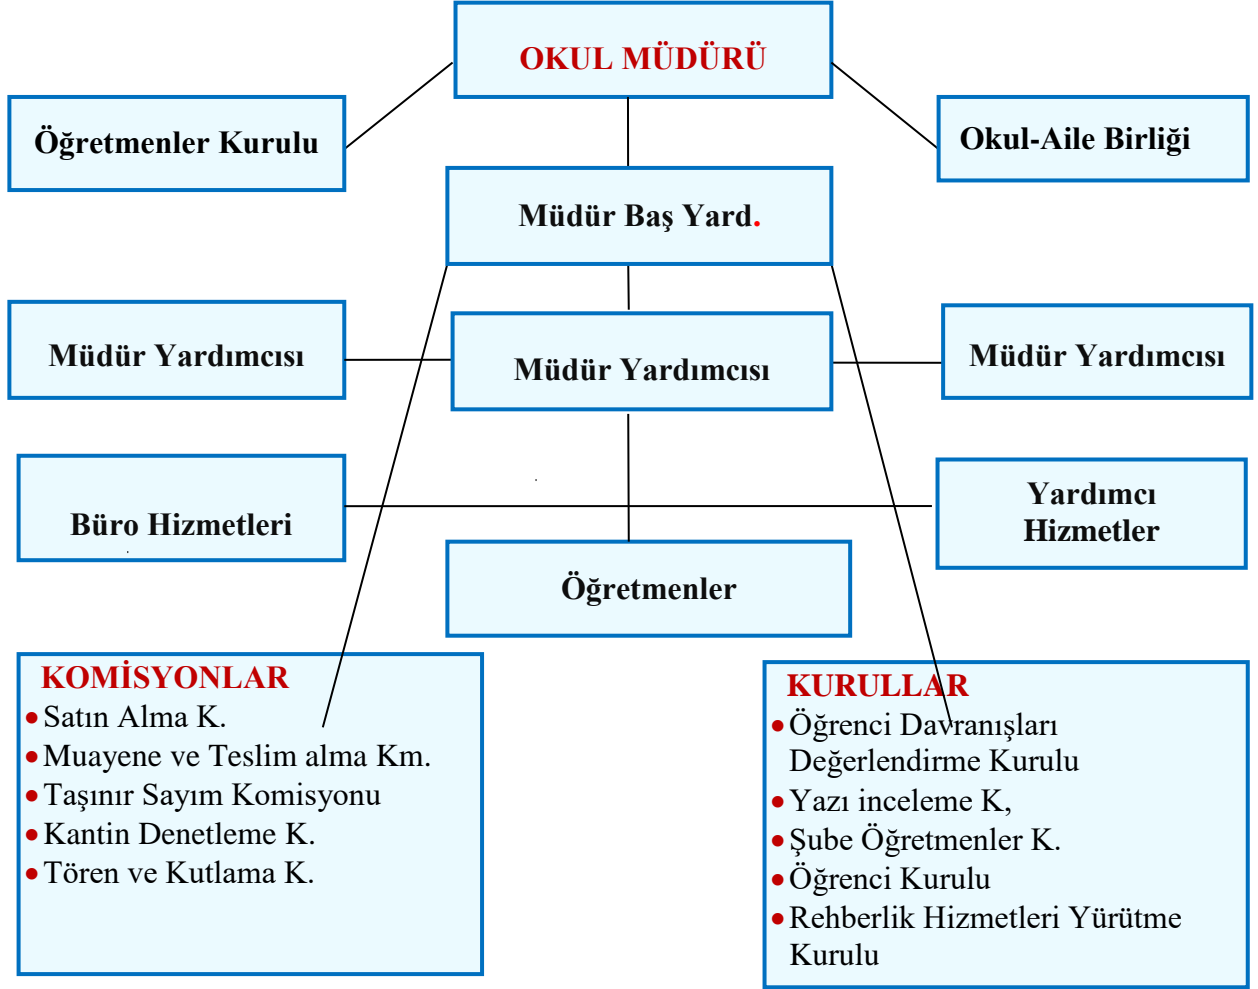 OKUL MÜDÜRÜ
Öğretmenler Kurulu
Okul-Aile Birliği
Müdür Baş Yard.
Müdür Yardımcısı
Müdür Yardımcısı
Müdür Yardımcısı
Büro Hizmetleri
Yardımcı
Hizmetler
Öğretmenler
KOMİSYONLAR
• Satın Alma K.
• Muayene ve Teslim alma Km.
• Taşınır Sayım Komisyonu
• Kantin Denetleme K.
• Tören ve Kutlama K.
KURULLAR
• Öğrenci Davranışları
Değerlendirme Kurulu
• Yazı inceleme K,
• Şube Öğretmenler K.
• Öğrenci Kurulu
• Rehberlik Hizmetleri Yürütme
Kurulu